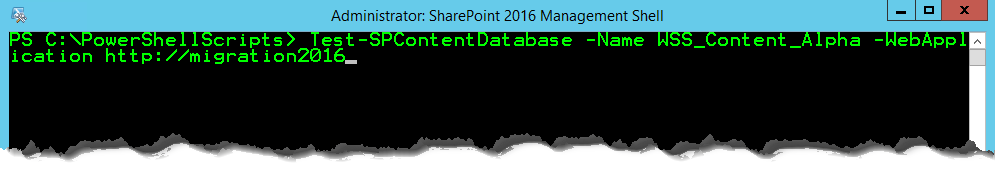 Administrator: SharePoint 2016 Management Shell
PS C:\PowerShellScripts> Test-SPContentDatabase -Name WSS_Content_Alpha -WebAppl
ication http://migration2016